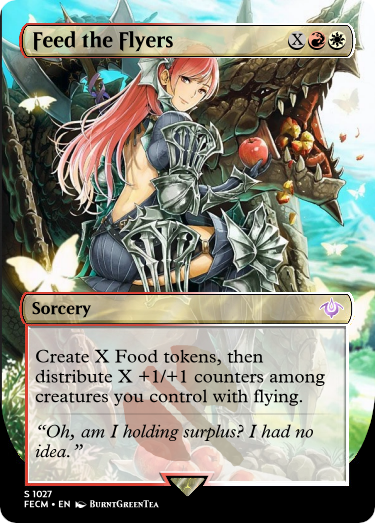 Feed the Flyers X
Sorcery
Create X Food tokens, then
distribute X +1/+1 counters among
creatures you control with flying.
“Oh, am I holding surplus? I had no
idea.”
S 1027
FECM • EN BurntGreenTea